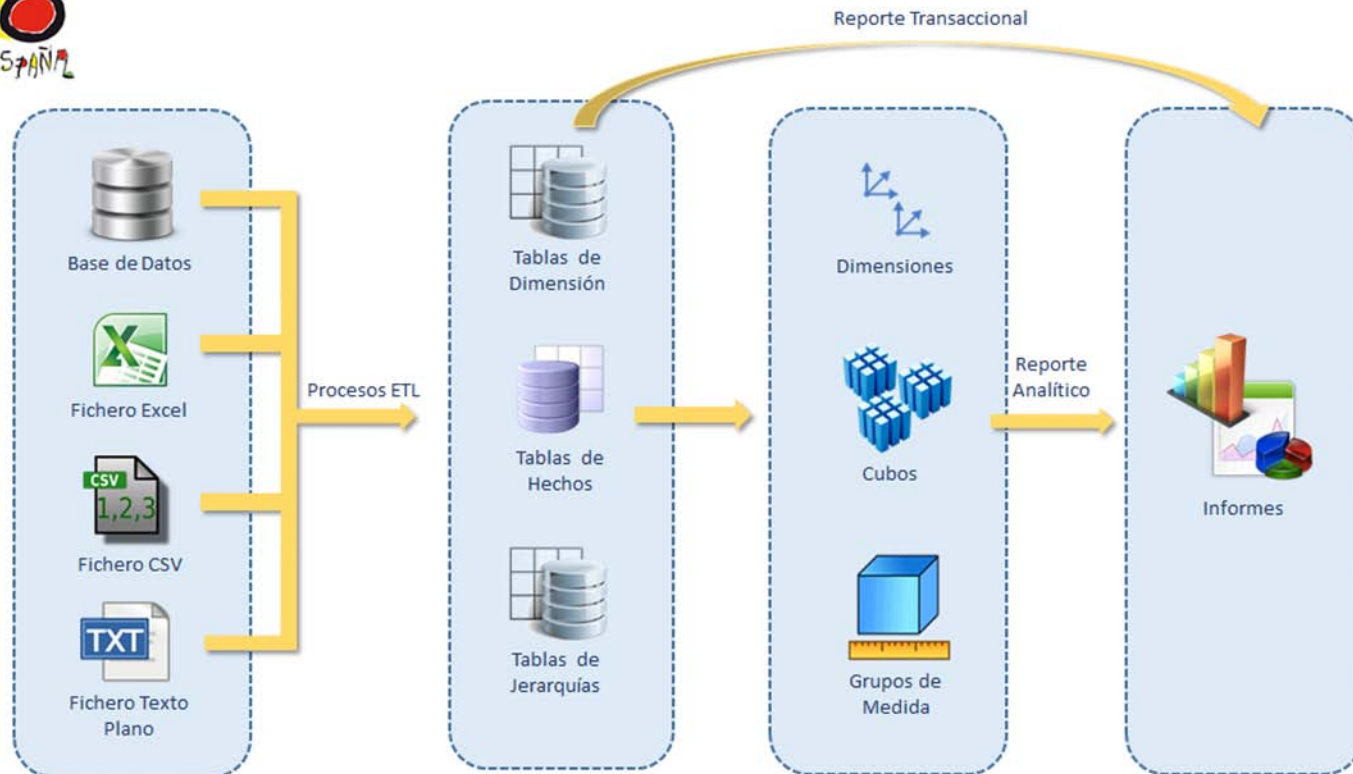 Reporte Transaccional
SPAÑA
Base de Datos
Fichero Excel
CSV
1,2,3
Fichero CSV
TXT
Fichero Texto
Plano
Procesos ETL
Tablas de
Dimensión
Tablas de
Hechos
Tablas de
Jerarquías
Dimensiones
Cubos
Grupos de
Medida
Reporte
Analítico
Informes